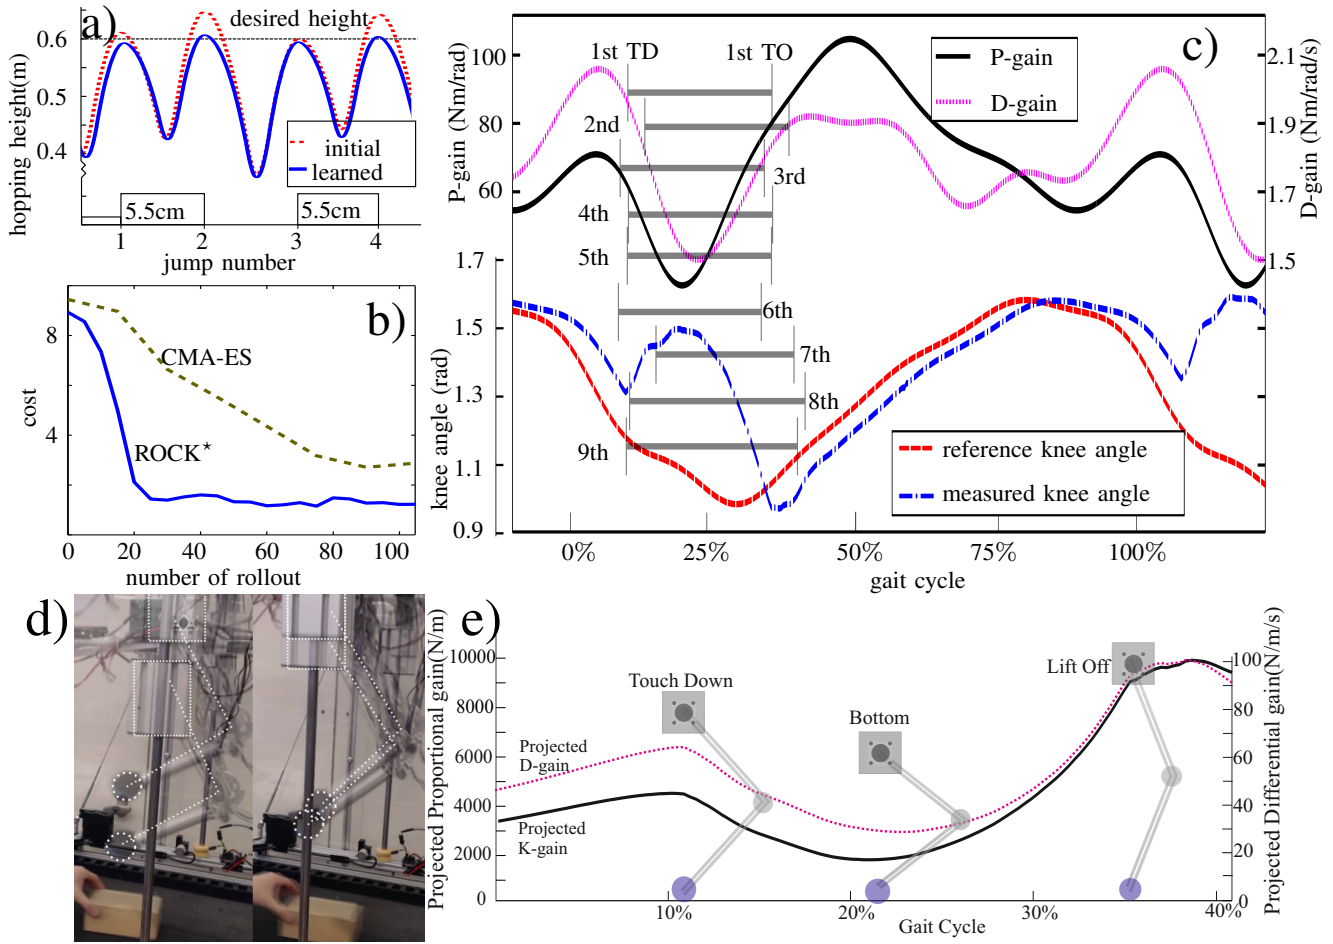 a)
desired height
hopping height(m)
0.6
0.5
0.4
initial
learned
5.5cm
5.5cm
1
2
3
4
jump number
b)
cost
8
4
CMA-ES
ROCK*
0
20
40
60
80
100
number of rollout
c)
P-gain (Nm/rad)
100
80
60
1st TD
1st TO
2nd
3rd
4th
5th
6th
7th
8th
9th
P-gain
D-gain
D-gain (Nm/rad/s)
2.1
1.9
1.7
1.5
knee angle (rad)
1.7
1.5
1.3
1.1
0.9
reference knee angle
measured knee angle
0%
25%
50%
75%
100%
gait cycle
d)
e)
Projected Proportional gain(N/m)
10000
8000
6000
4000
2000
0
Touch Down
Bottom
Lift Off
Projected
D-gain
Projected
K-gain
Projected Differential gain(N/m/s)
100
80
60
40
20
0
10%
20%
30%
40%
Gait Cycle